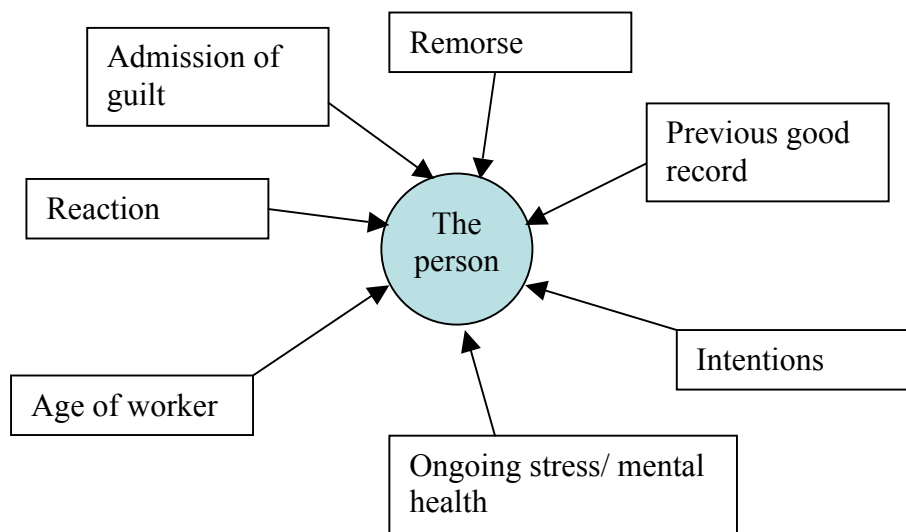 Remorse
Admission of
guilt
Previous good
record
Reaction
The
person
Intentions
Age of worker
Ongoing stress/ mental
health